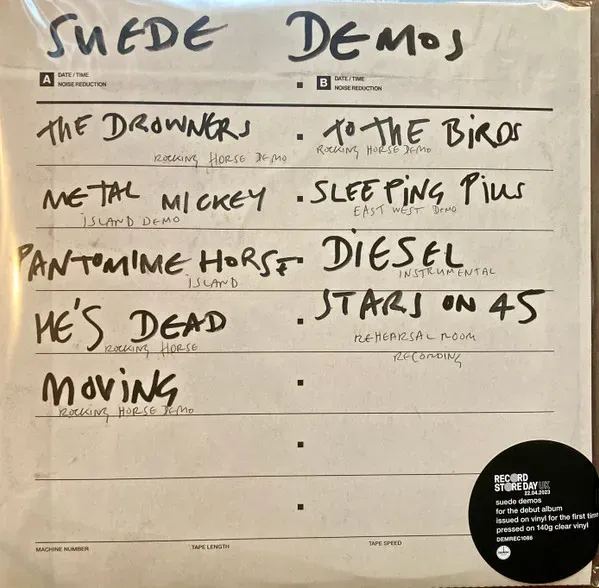 SUEDE DEMOS
A DATE / TIME
NOISE REDUCTION
B DATE / TIME
NOISE REDUCTION
THE DROWNERS
ROCKING HORSE DEMO
METAL MICKEY
ISLAND DEMO
PANTOMIME HORSE
ISLAND
HE'S DEAD
ROCKING HORSE
MOVING
ROCKING HORSE DEMO
TO THE BIRDS
ROCKING HORSE DEMO
SLEEPING PILLS
EAST WEST DEMO
DIESEL
INSTRUMENTAL
STARS ON 45
REHEARSAL ROOM
RECORDING
MACHINE NUMBER TAPE LENGTH TAPE SPEED
RECORD
STORE DAY UK
22.04.2023
suede demos
for the debut album
issued on vinyl for the first time
pressed on 140g clear vinyl
DEMREC1086